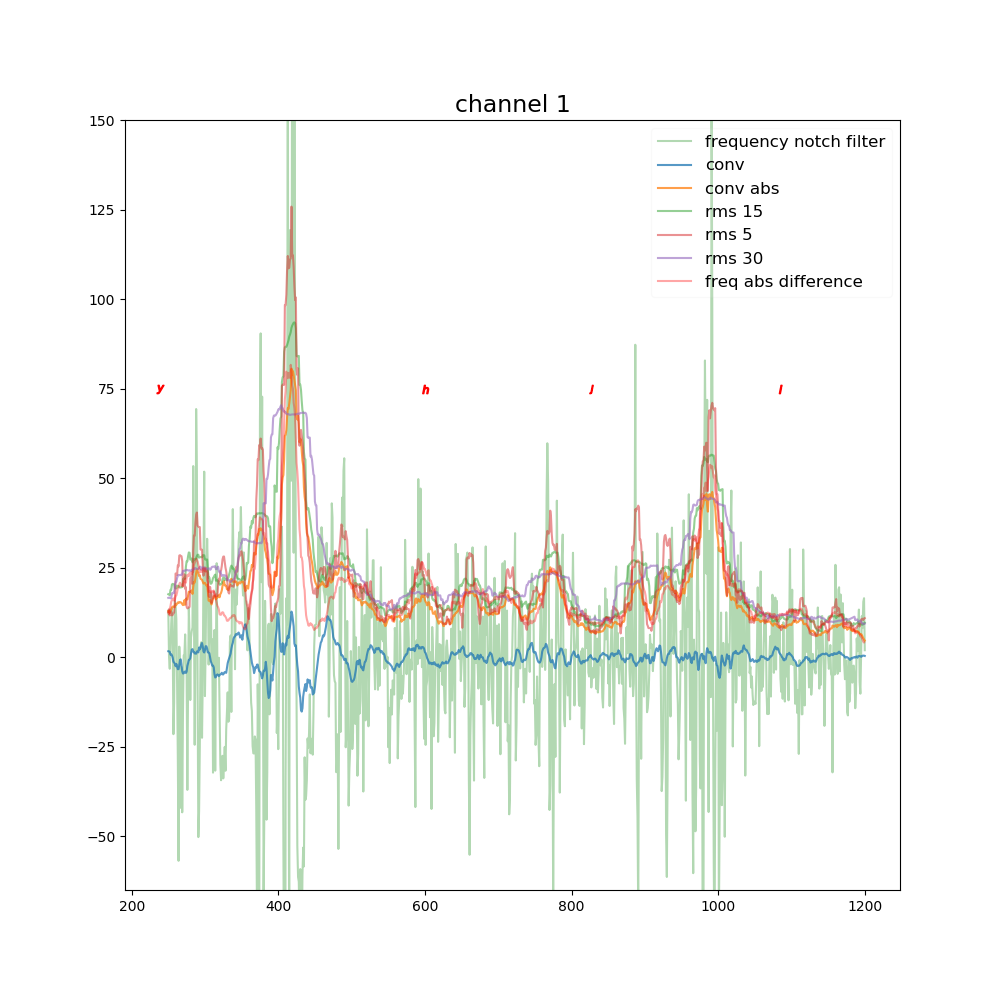 channel 1
150
125
100
75
50
25
0
−25
−50
frequency notch filter
conv
conv abs
rms 15
rms 5
rms 30
freq abs difference
y h j l
200 400 600 800 1000 1200